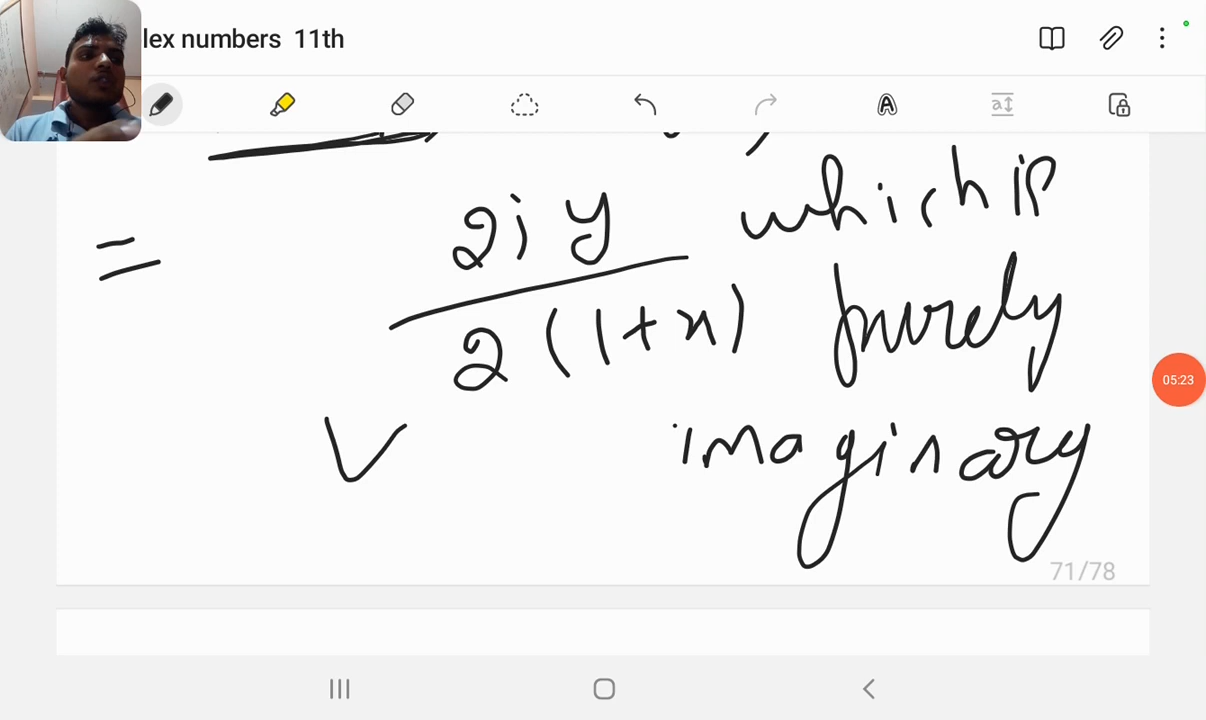 lex numbers 11th
= 2iy which is
2(1+x) purely
05:23
imaginary
71/78